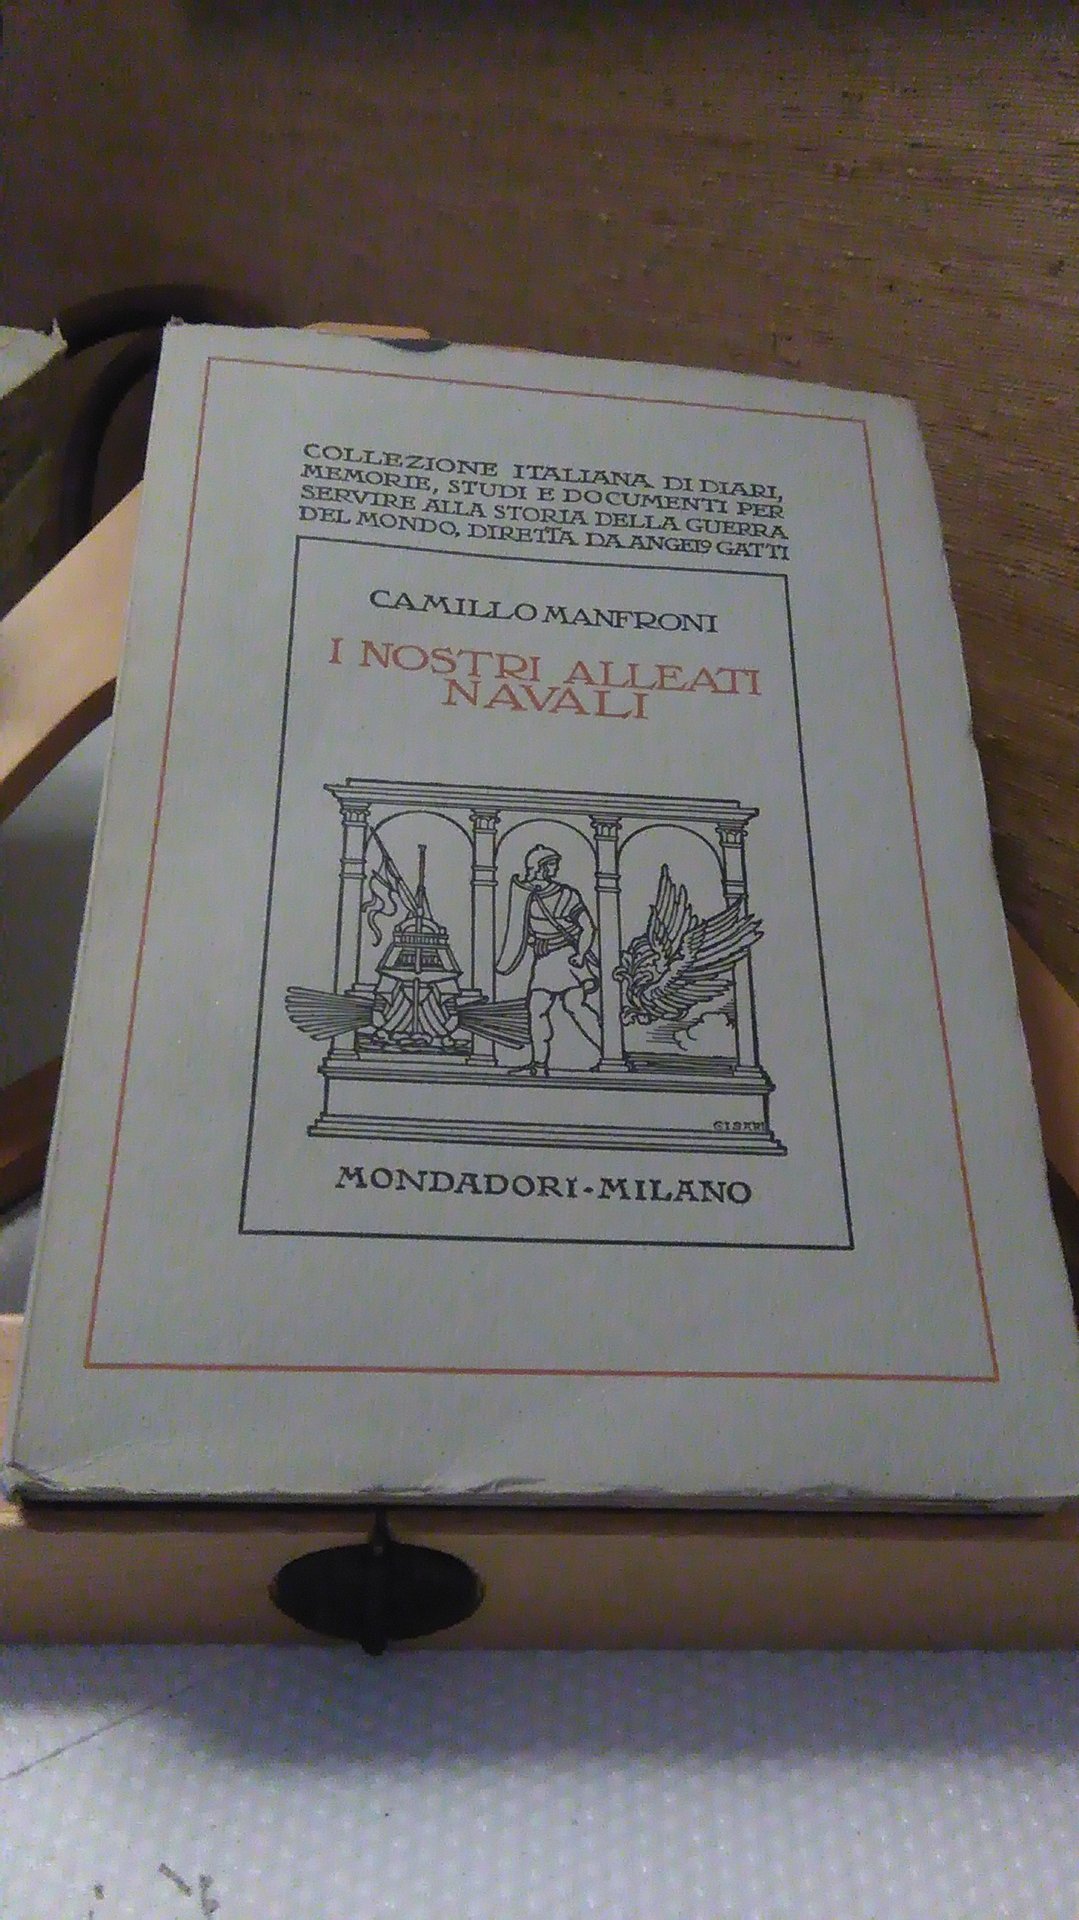 COLLEZIONE ITALIANA DI DIARI,
MEMORIE, STUDI E DOCUMENTI PER
SERVIRE ALLA STORIA DELLA GUERRA
DEL MONDO, DIRETTA DA ANGELO GATTI
CAMILLO MANFRONI
I NOSTRI ALLEATI
NAVALI
CISARI
MONDADORI-MILANO